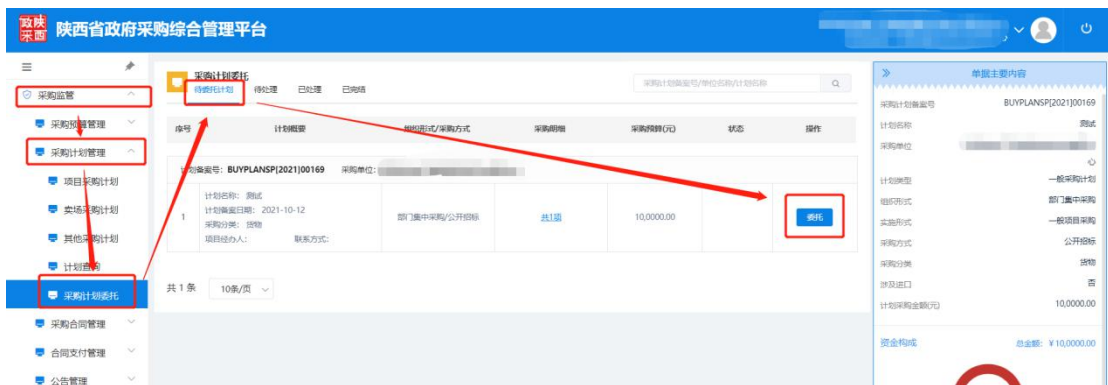 政陕
采西
陕西省政府采购综合管理平台
采购监管
采购预算管理
采购计划管理
项目采购计划
卖场采购计划
其他采购计划
计划查询
采购计划委托
采购合同管理
合同支付管理
公告管理
采购计划委托
待委托计划 待处理 已处理 已完结
采购计划备案号/单位名称/计划名称
序号 计划概要 组织形式/采购方式 采购明细 采购预算(元) 状态 操作
计划备案号: BUYPLANSP[2021]00169 采购单位:
1
计划名称: 测试
计划备案日期: 2021-10-12
采购分类: 货物
项目经办人: 联系方式:
部门集中采购/公开招标 共1项 10,0000.00 委托
共 1 条 10条/页
单据主要内容
采购计划备案号 BUYPLANSP[2021]00169
计划名称 测试
采购单位
心
计划类型 一般采购计划
组织形式 部门集中采购
实施形式 一般项目采购
采购方式 公开招标
采购分类 货物
涉及进口 否
计划采购金额(元) 10,0000.00
资金构成 总金额: ¥ 10,0000.00